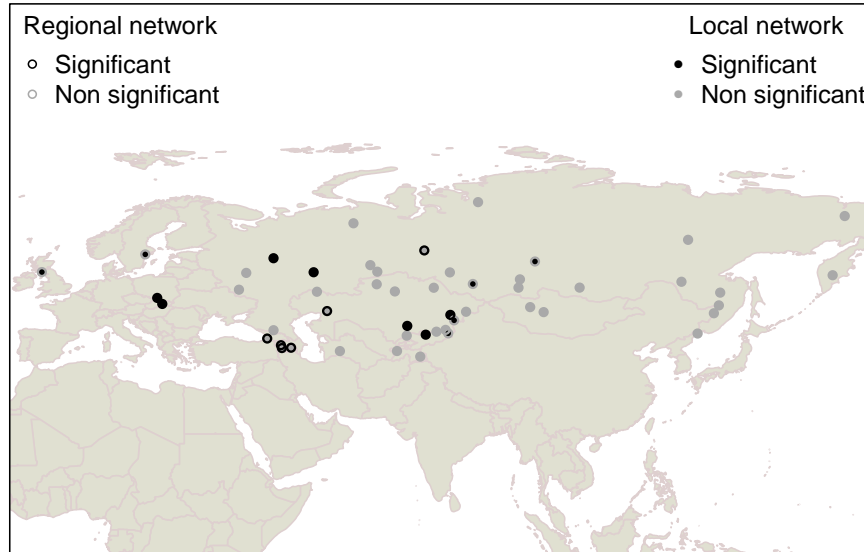 Regional network
Significant
Non significant
Local network
Significant
Non significant